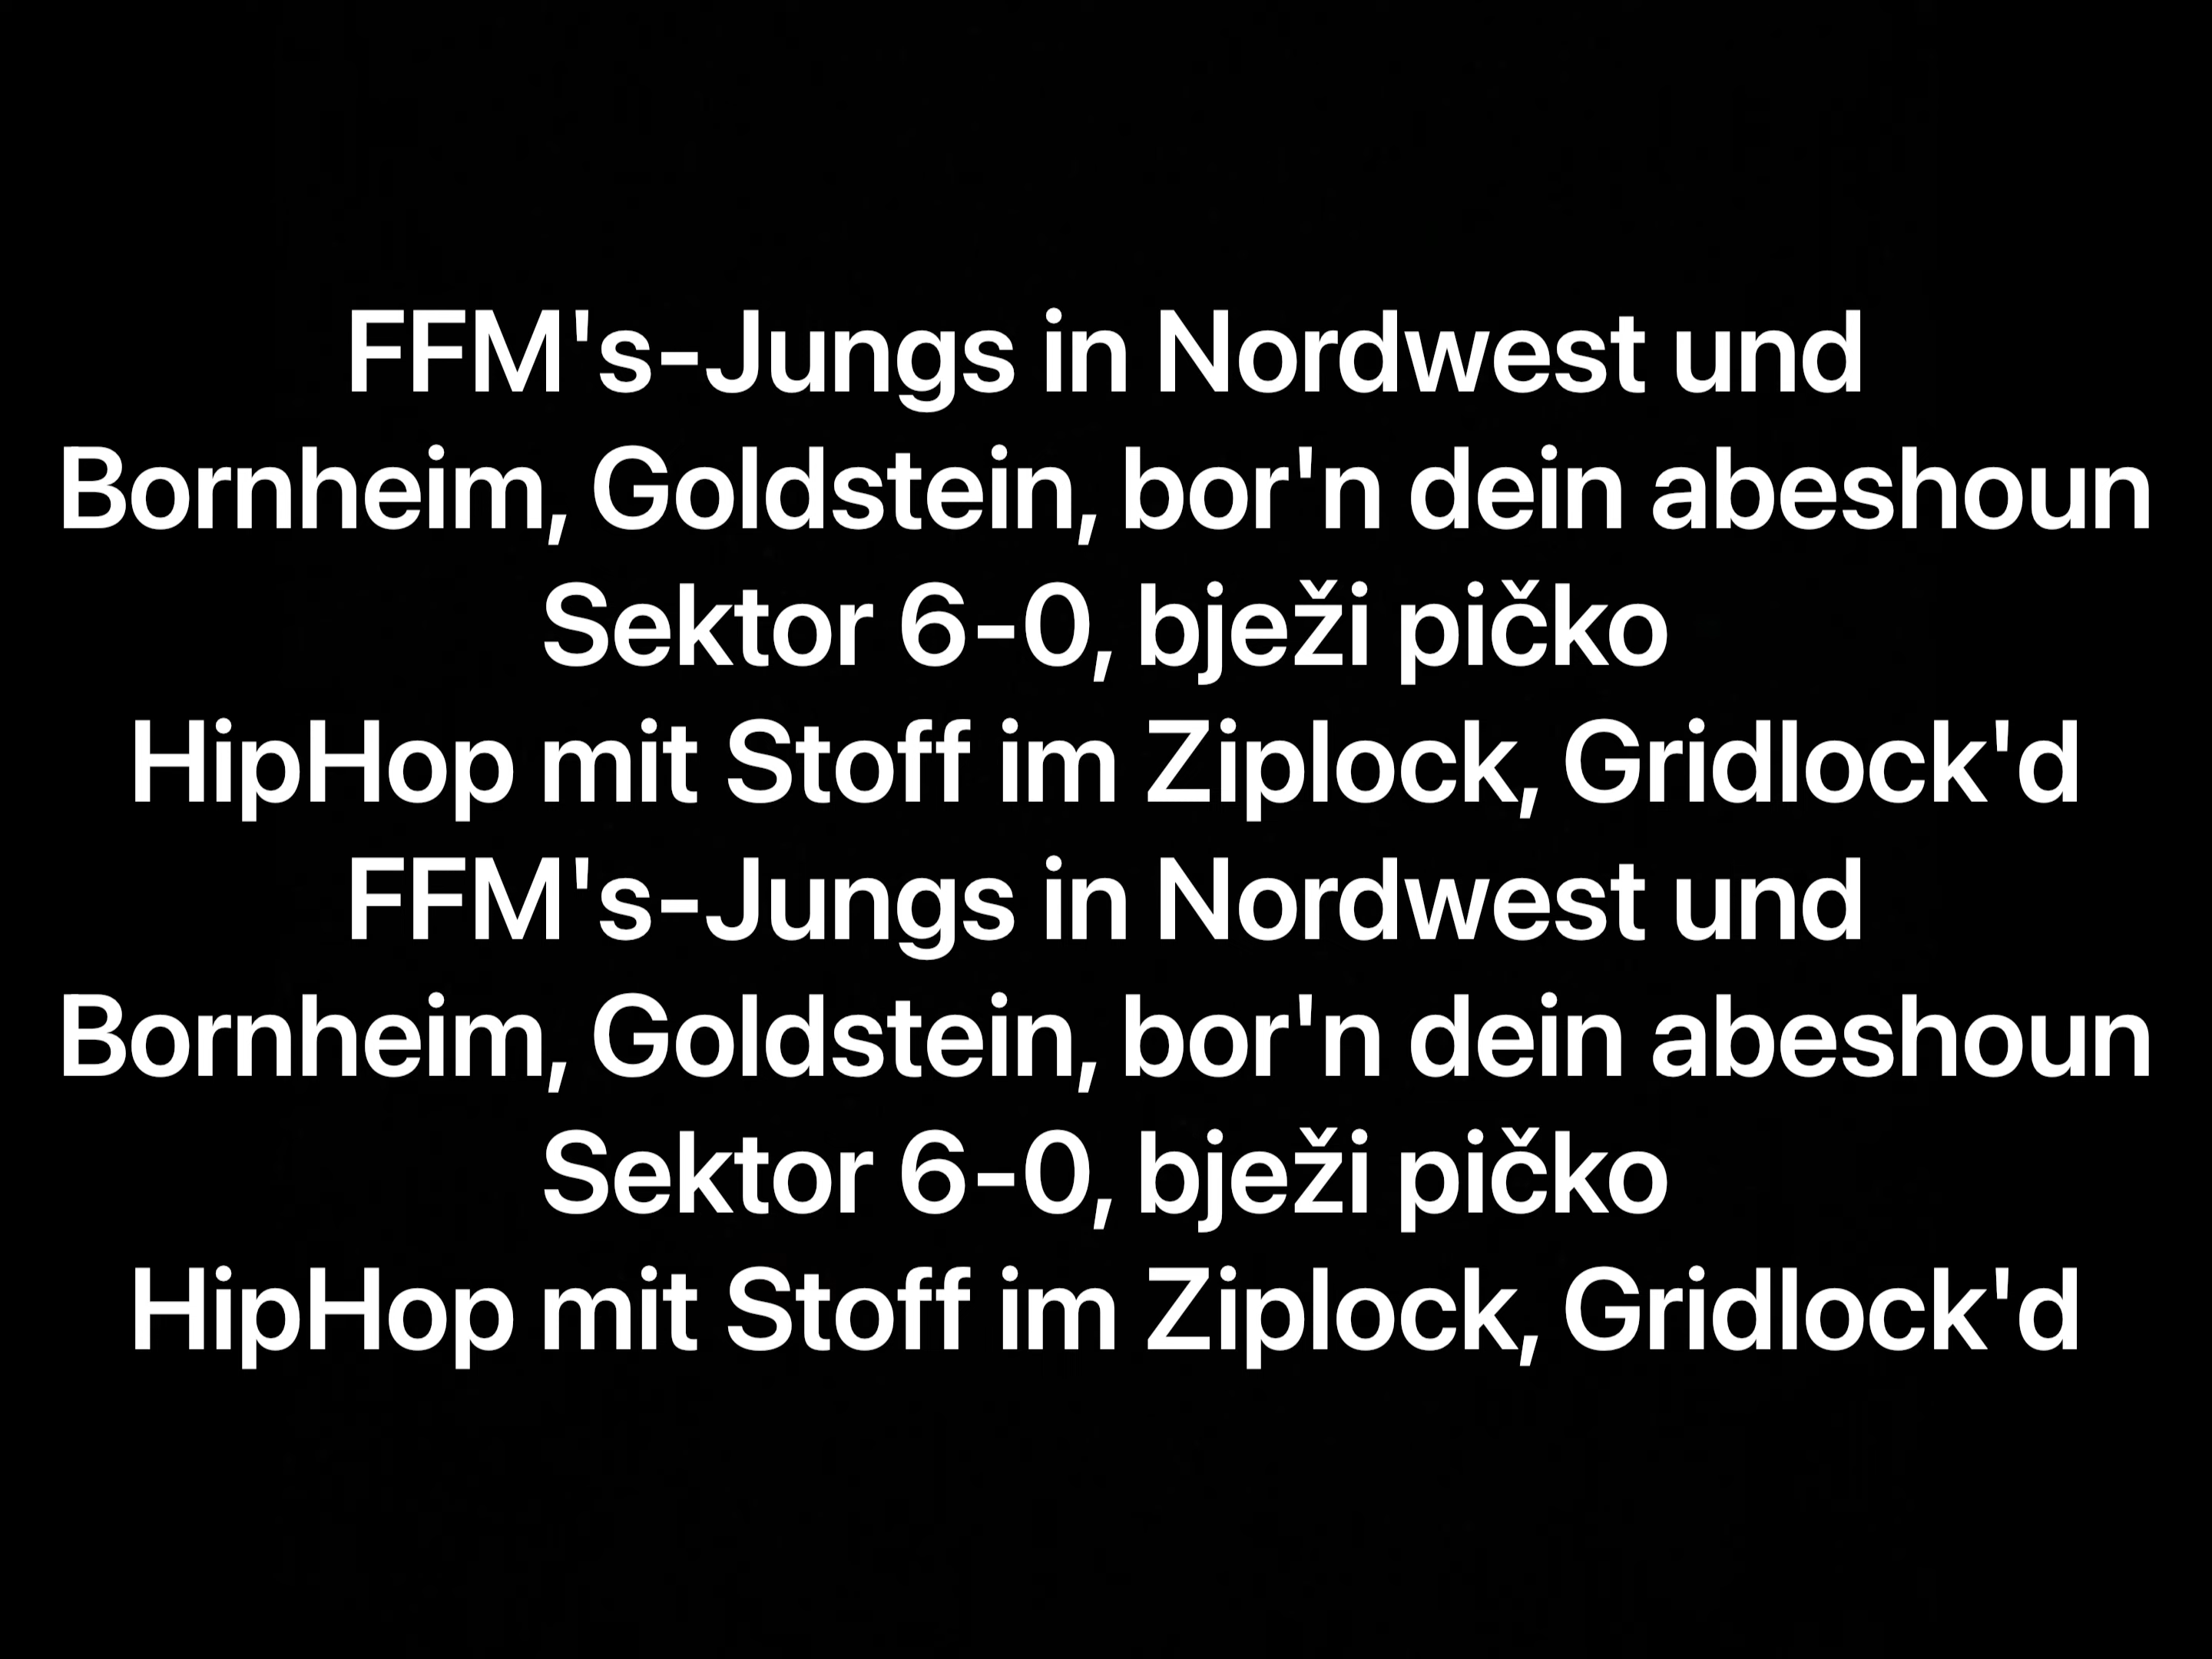 FFM's-Jungs in Nordwest und
Bornheim, Goldstein, bor'n dein abeshoun
Sektor 6-0, bježi pičko
HipHop mit Stoff im Ziplock, Gridlock'd
FFM's-Jungs in Nordwest und
Bornheim, Goldstein, bor'n dein abeshoun
Sektor 6-0, bježi pičko
HipHop mit Stoff im Ziplock, Gridlock'd